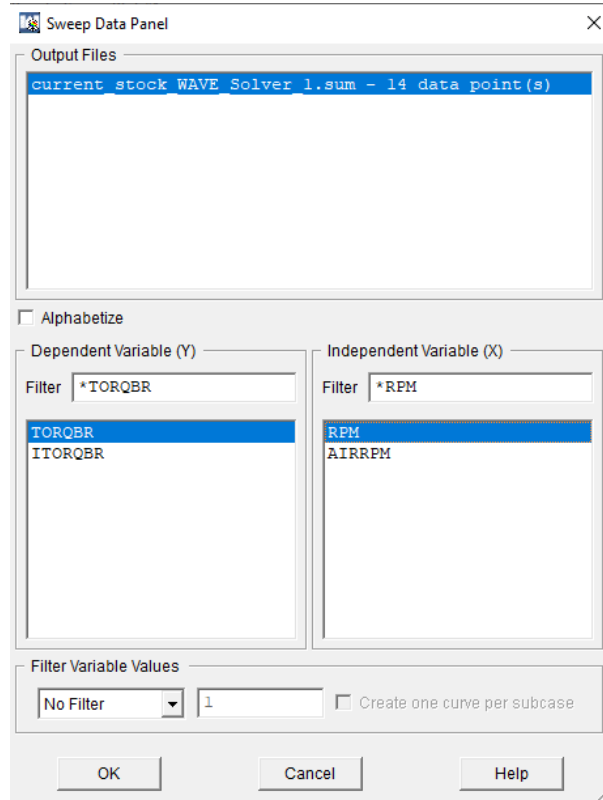 Sweep Data Panel
Output Files
current_stock_WAVE_Solver_1.sum - 14 data point(s)
Alphabetize
Dependent Variable (Y)
Filter *TORQBR
TORQBR
ITORQBR
Independent Variable (X)
Filter *RPM
RPM
AIRRPM
Filter Variable Values
No Filter 1 Create one curve per subcase
OK Cancel Help